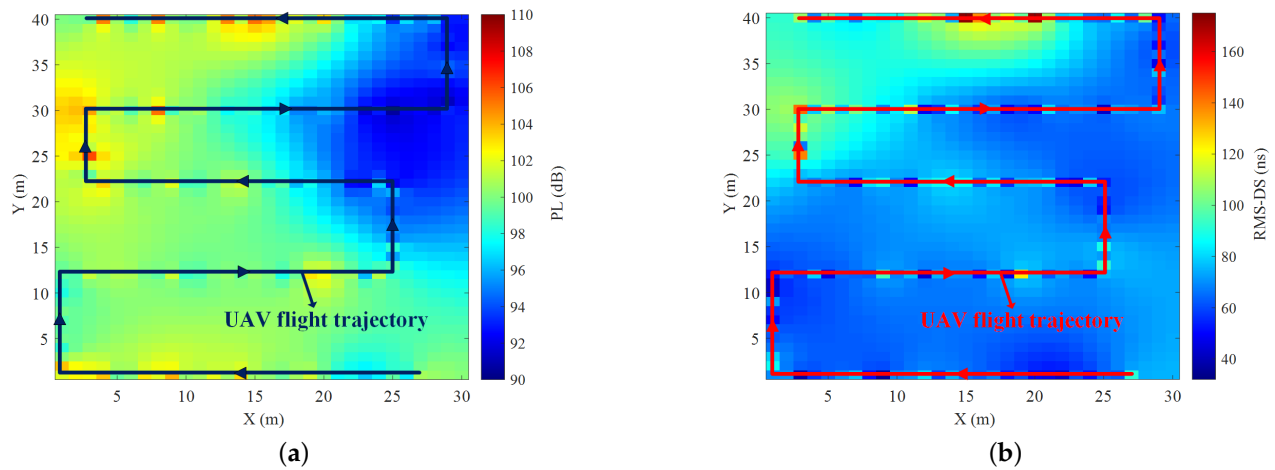 40
35
30
25
20
15
10
5
Y (m)
5 10 15 20 25 30
X (m)
UAV flight trajectory
110
108
106
104
102
100
98
96
94
92
90
PL (dB)
(a)
40
35
30
25
20
15
10
5
Y (m)
5 10 15 20 25 30
X (m)
UAV flight trajectory
160
140
120
100
80
60
40
RMS-DS (ns)
(b)